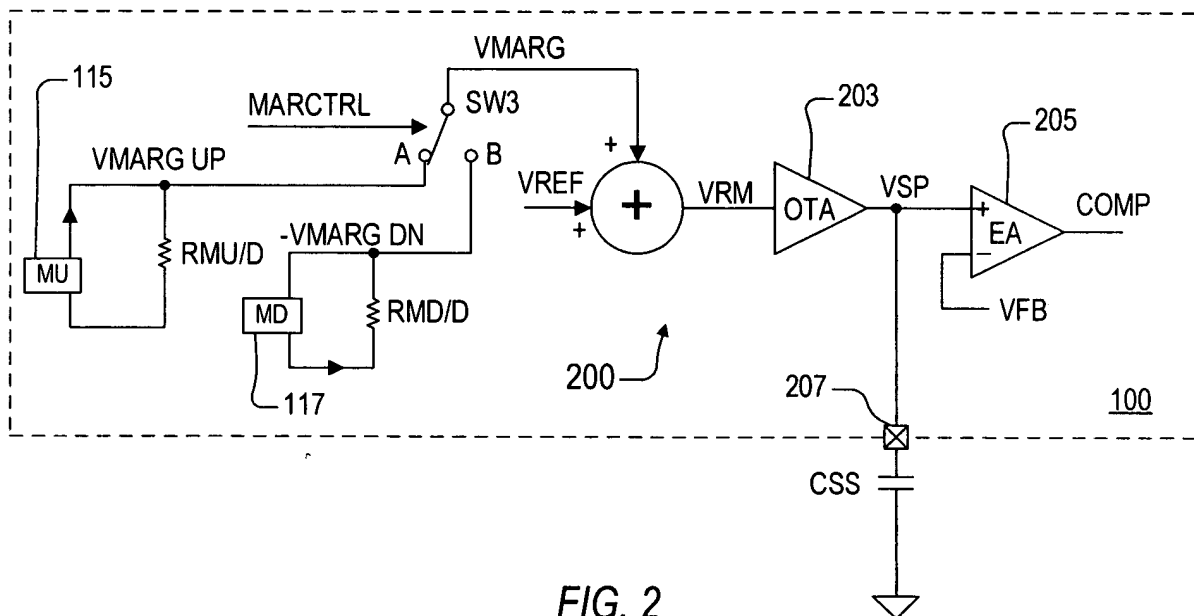 VMARG
115
203
MARCTRL
SW3
205
VMARG UP
A
B
+
VREF
+
+
VRM
OTA
VSP
+
EA
−
COMP
MU
RMU/D
-VMARG DN
MD
RMD/D
VFB
200
117
207
100
CSS
FIG. 2